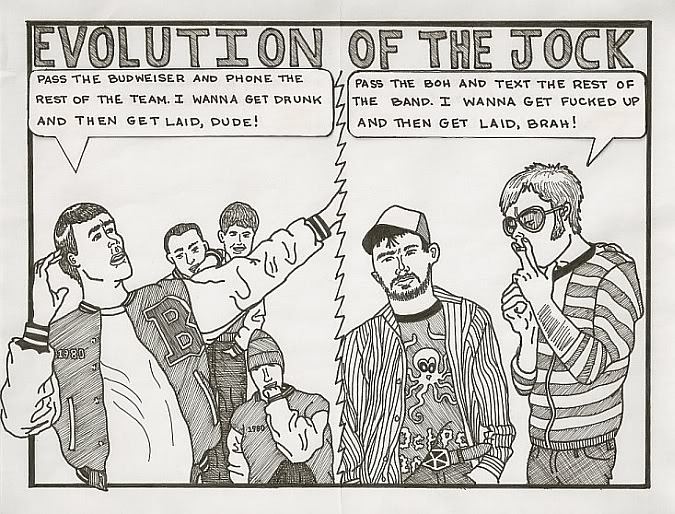 EVOLUTION OF THE JOCK
PASS THE BUDWEISER AND PHONE THE
REST OF THE TEAM. I WANNA GET DRUNK
AND THEN GET LAID, DUDE!
PASS THE BOH AND TEXT THE REST OF
THE BAND. I WANNA GET FUCKED UP
AND THEN GET LAID, BRAH!
B
1980
1980